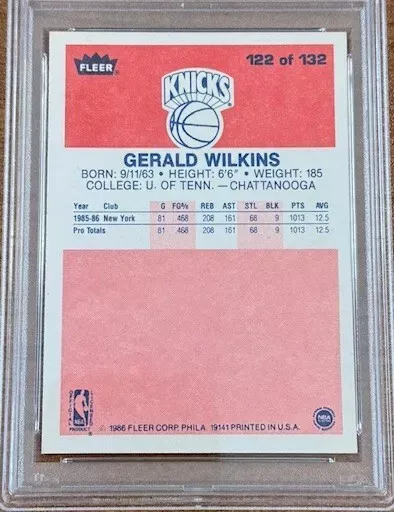 FLEER
122 of 132
KNICKS
GERALD WILKINS
BORN: 9/11/63 • HEIGHT: 6'6" • WEIGHT: 185
COLLEGE: U. OF TENN. — CHATTANOOGA
Year Club G FG% REB AST STL BLK PTS AVG
1985-86 New York 81 468 208 161 68 9 1013 12.5
Pro Totals 81 468 208 161 68 9 1013 12.5
NBA
PRODUCT
© 1986 FLEER CORP. PHILA. 19141 PRINTED IN U.S.A.
NBA